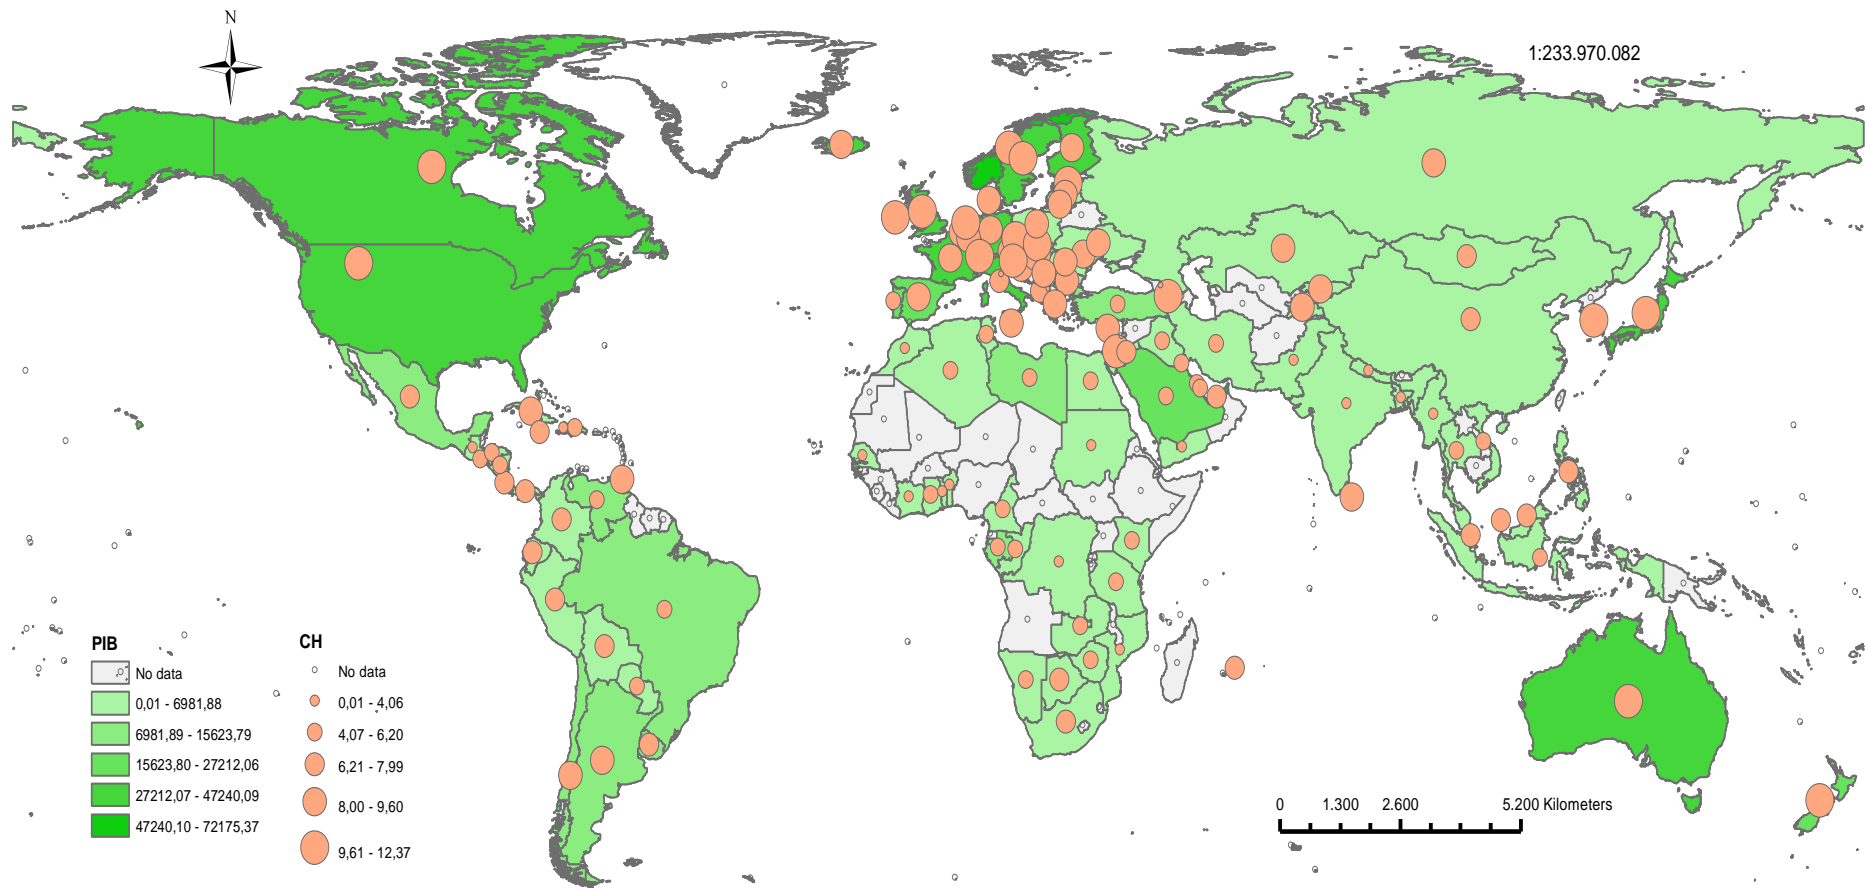 N
1:233.970.082
PIB
No data
0,01 - 6981,88
6981,89 - 15623,79
15623,80 - 27212,06
27212,07 - 47240,09
47240,10 - 72175,37
CH
No data
0,01 - 4,06
4,07 - 6,20
6,21 - 7,99
8,00 - 9,60
9,61 - 12,37
0 1.300 2.600 5.200 Kilometers